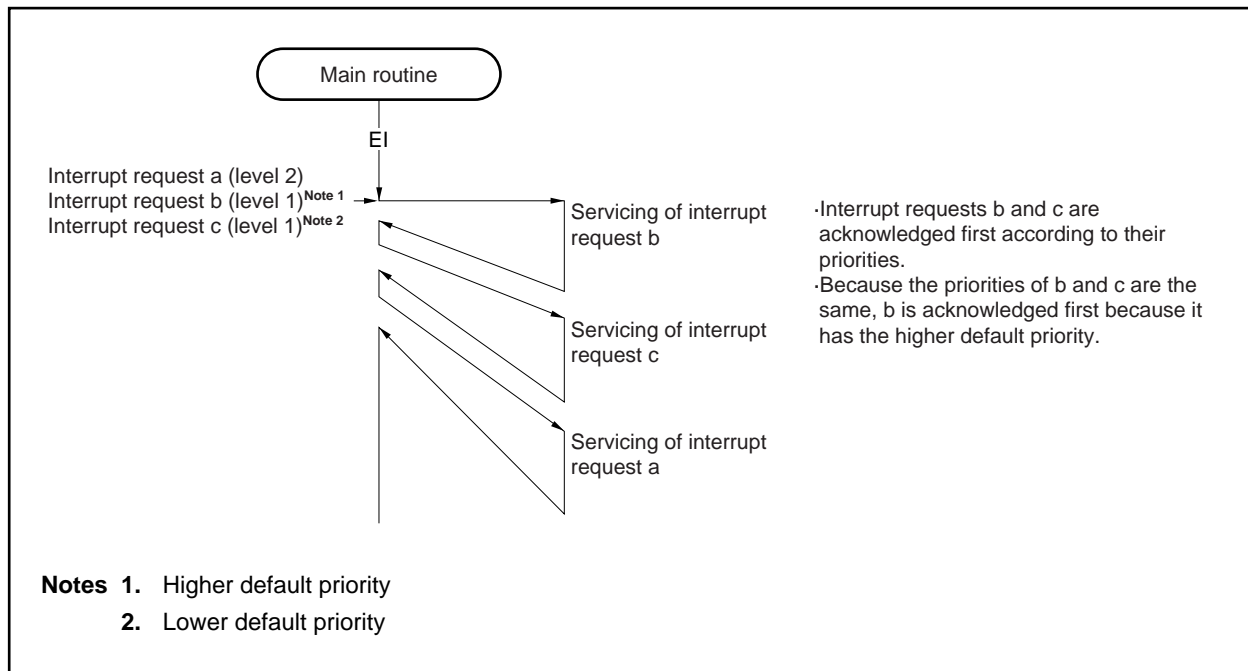 Main routine
EI
Interrupt request a (level 2)
Interrupt request b (level 1)Note 1
Interrupt request c (level 1)Note 2
Servicing of interrupt
request b
·Interrupt requests b and c are
acknowledged first according to their
priorities.
·Because the priorities of b and c are the
same, b is acknowledged first because it
has the higher default priority.
Servicing of interrupt
request c
Servicing of interrupt
request a
Notes 1. Higher default priority
2. Lower default priority